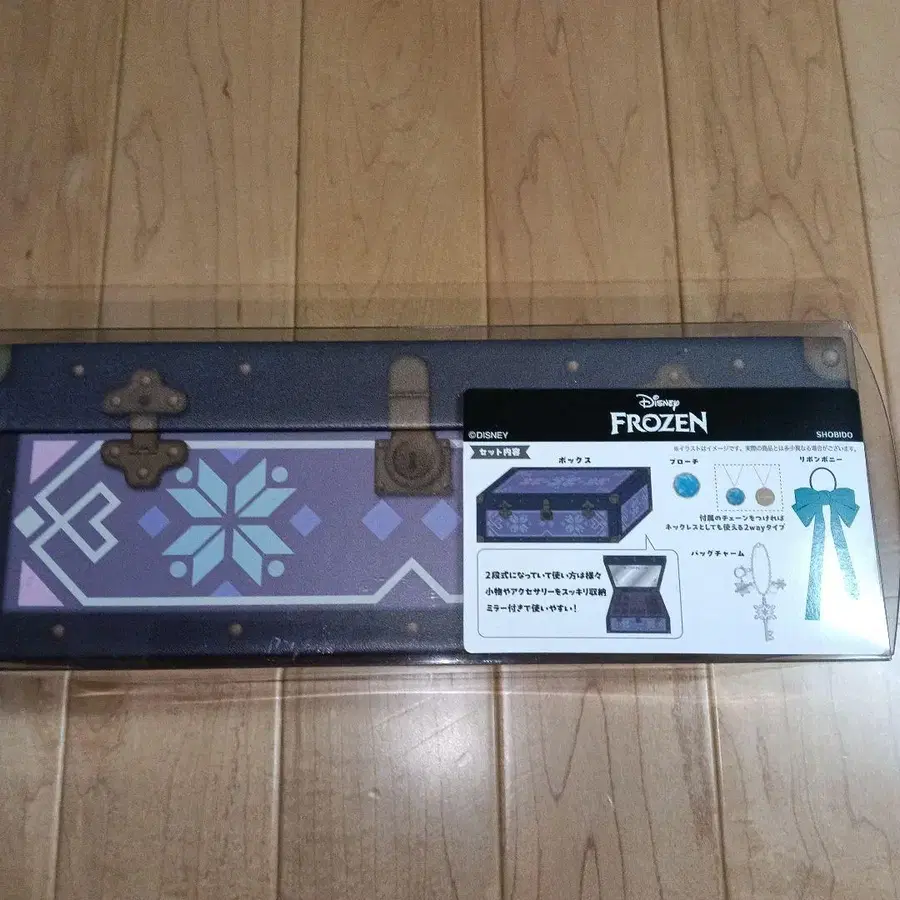 Disney
FROZEN
©DISNEY
SHOBIDO
※イラストはイメージです。実際の商品とは多少異なる場合がございます。
セット内容
ボックス
ブローチ
リボンポニー
付属のチェーンをつければ
ネックレスとしても使える2wayタイプ
バッグチャーム
2段式になっていて使い方は様々
小物やアクセサリーをスッキリ収納
ミラー付きで使いやすい!